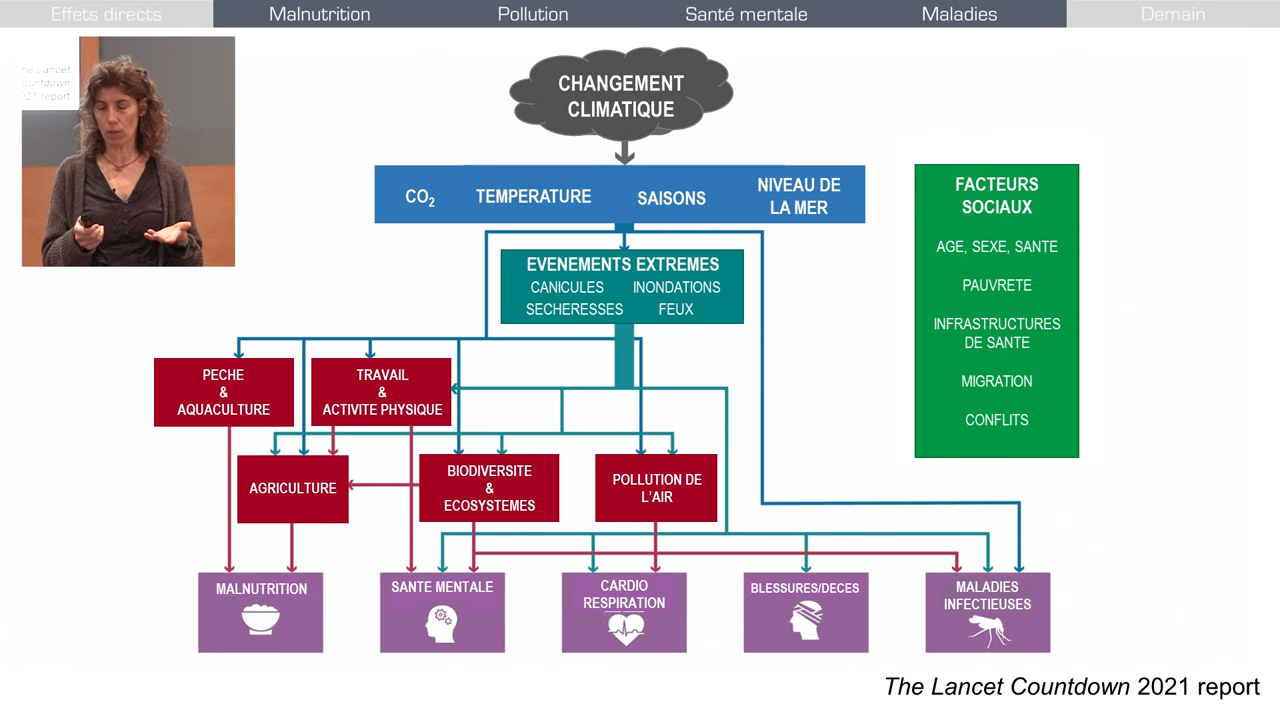 Effets directs
Malnutrition
Pollution
Santé mentale
Maladies
Demain
Lancet
2021 report
CHANGEMENT
CLIMATIQUE
CO₂
TEMPERATURE
SAISONS
NIVEAU DE
LA MER
FACTEURS
SOCIAUX
AGE, SEXE, SANTE
PAUVRETE
INFRASTRUCTURES
DE SANTE
MIGRATION
CONFLITS
EVENEMENTS EXTREMES
CANICULES INONDATIONS
SECHERESSES FEUX
PECHE
&
AQUACULTURE
TRAVAIL
&
ACTIVITE PHYSIQUE
AGRICULTURE
BIODIVERSITE
&
ECOSYSTEMES
POLLUTION DE
L'AIR
MALNUTRITION
SANTE MENTALE
CARDIO
RESPIRATION
BLESSURES/DECES
MALADIES
INFECTIEUSES
The Lancet Countdown 2021 report